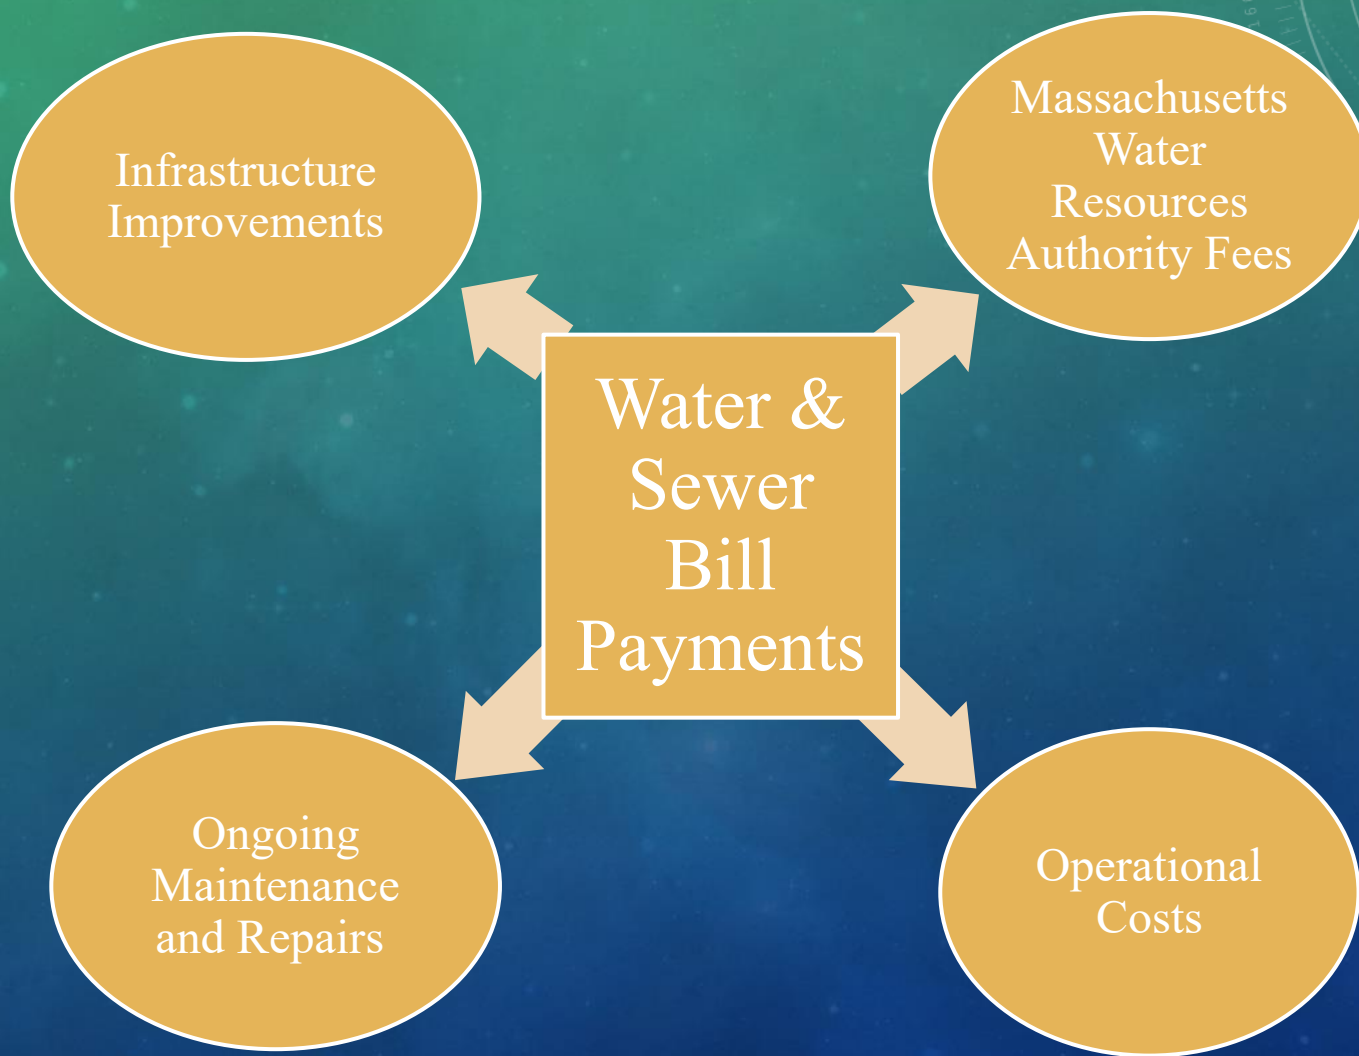 Infrastructure
Improvements
Massachusetts
Water
Resources
Authority Fees
Water &
Sewer
Bill
Payments
Ongoing
Maintenance
and Repairs
Operational
Costs